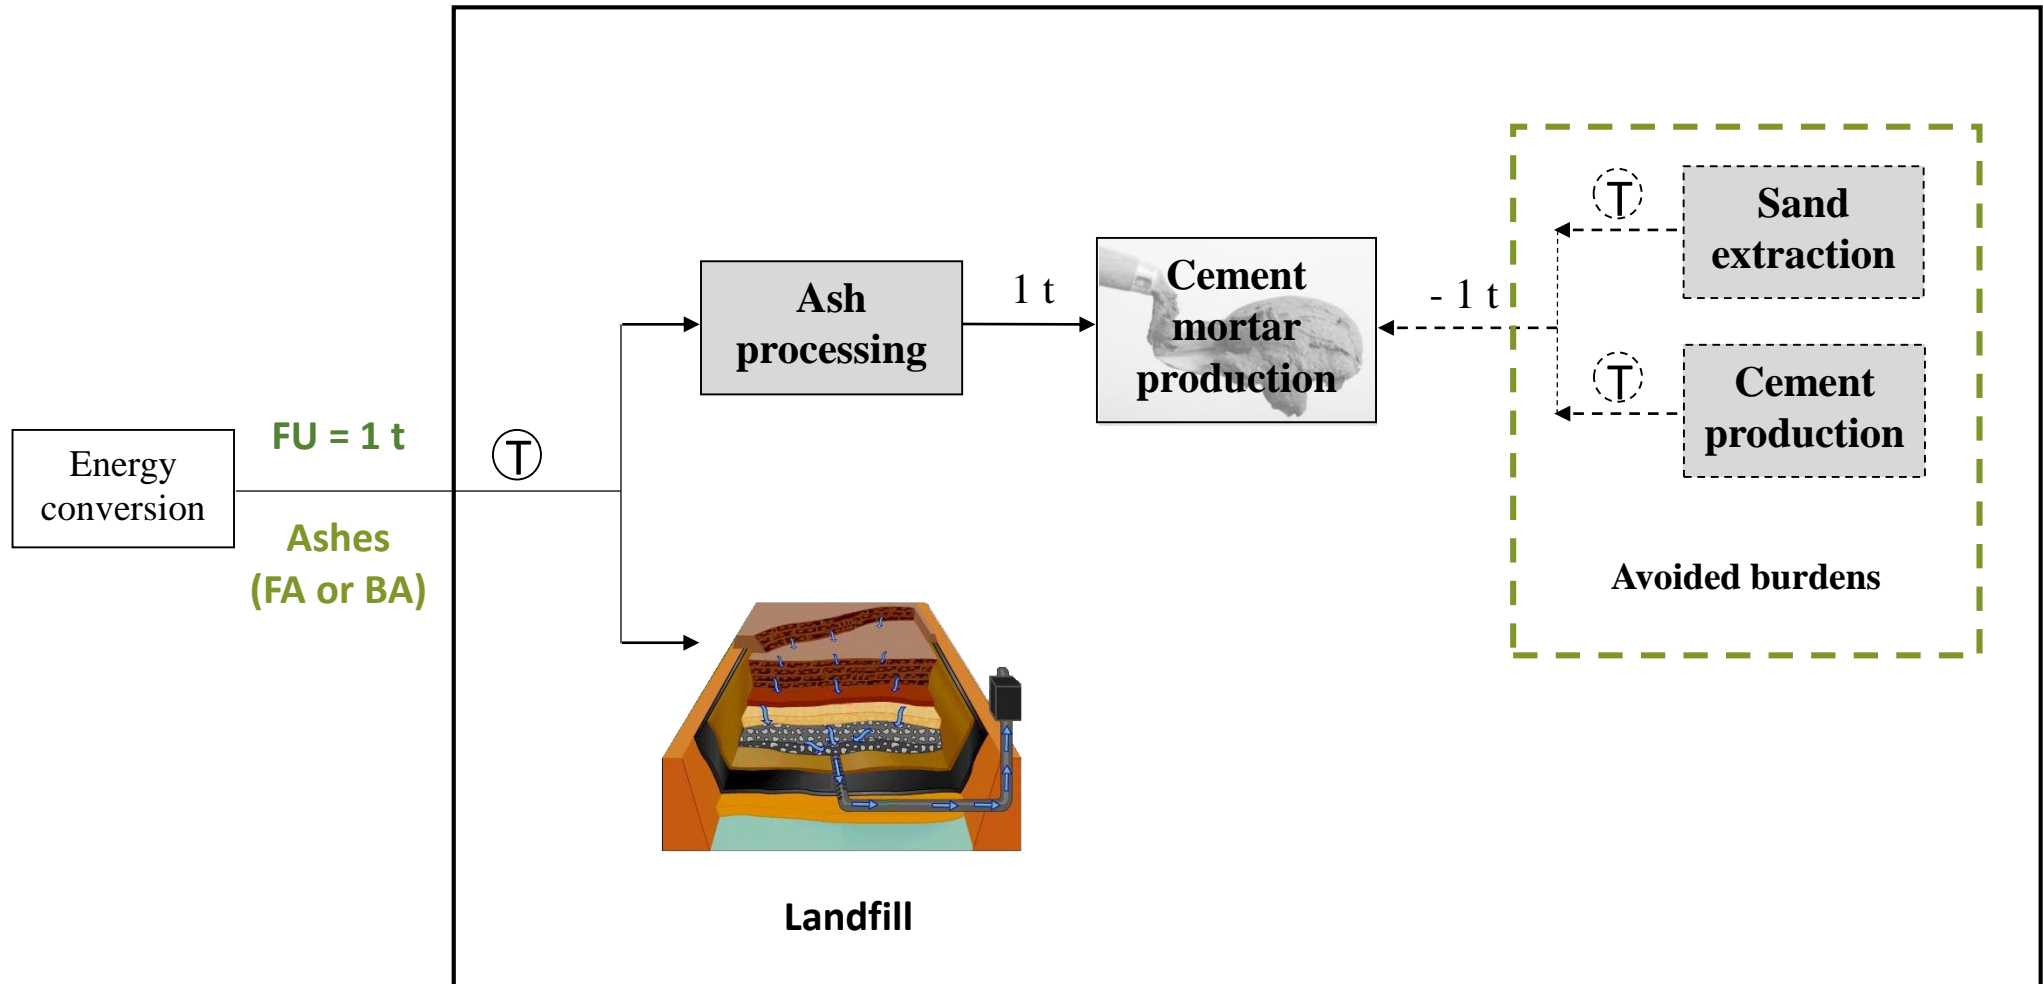 Energy
conversion
FU = 1 t
Ashes
(FA or BA)
T
Ash
processing
1 t
Cement
mortar
production
- 1 t
T
Sand
extraction
T
Cement
production
Avoided burdens
Landfill